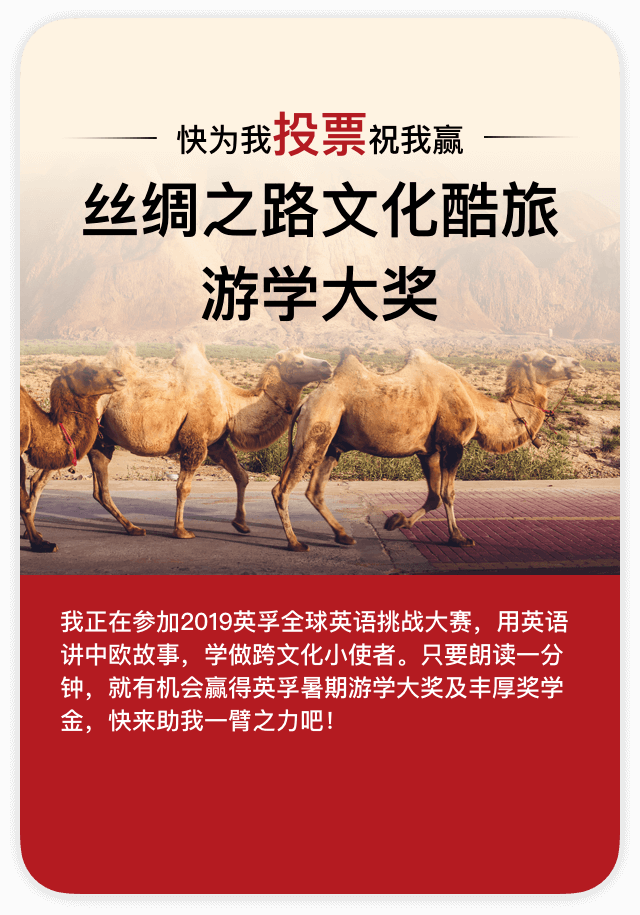 快为我投票祝我赢
丝绸之路文化酷旅
游学大奖
我正在参加2019英孚全球英语挑战大赛，用英语
讲中欧故事，学做跨文化小使者。只要朗读一分
钟，就有机会赢得英孚暑期游学大奖及丰厚奖学
金，快来助我一臂之力吧！